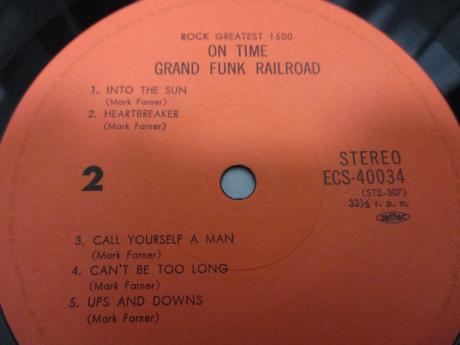 ROCK GREATEST 1500
ON TIME
GRAND FUNK RAILROAD
1. INTO THE SUN
(Mark Farner)
2. HEARTBREAKER
(Mark Farner)
2
STEREO
ECS-40034
(ST2-307)
33⅓ r. p. m.
3. CALL YOURSELF A MAN
(Mark Farner)
4. CAN'T BE TOO LONG
(Mark Farner)
5. UPS AND DOWNS
(Mark Farner)